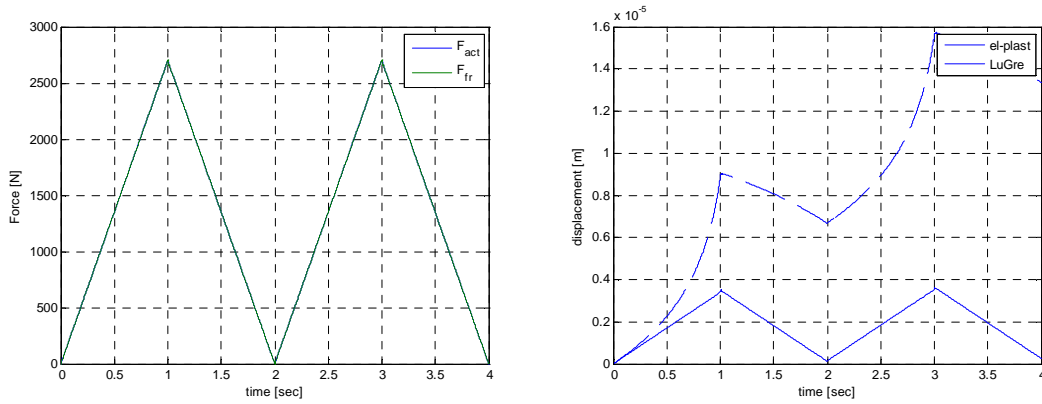 3000
2500
2000
1500
1000
500
0
Force [N]
0 0.5 1 1.5 2 2.5 3 3.5 4
time [sec]
F_act
F_fr
x 10^-5
1.6
1.4
1.2
1
0.8
0.6
0.4
0.2
0
displacement [m]
0 0.5 1 1.5 2 2.5 3 3.5 4
time [sec]
el-plast
LuGre